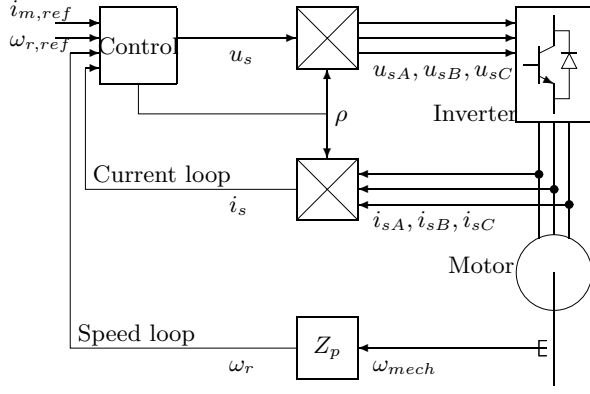 i_{m,ref}
ω_{r,ref}
Control
u_s
u_{sA}, u_{sB}, u_{sC}
Inverter
ρ
Current loop
i_s
i_{sA}, i_{sB}, i_{sC}
Motor
Speed loop
Z_p
ω_r
ω_{mech}